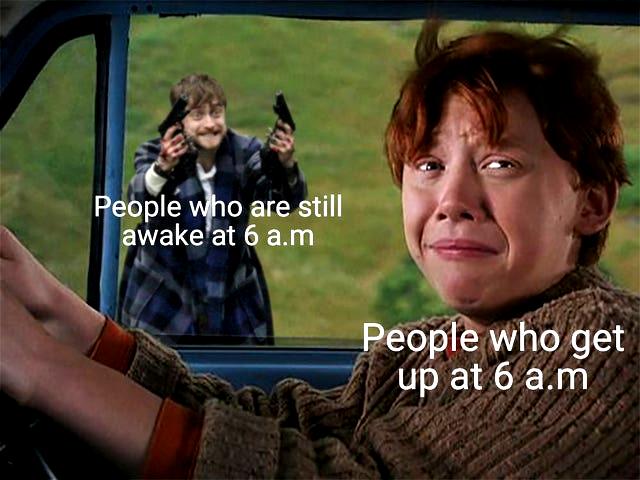 People who are still
awake at 6 a.m
People who get
up at 6 a.m